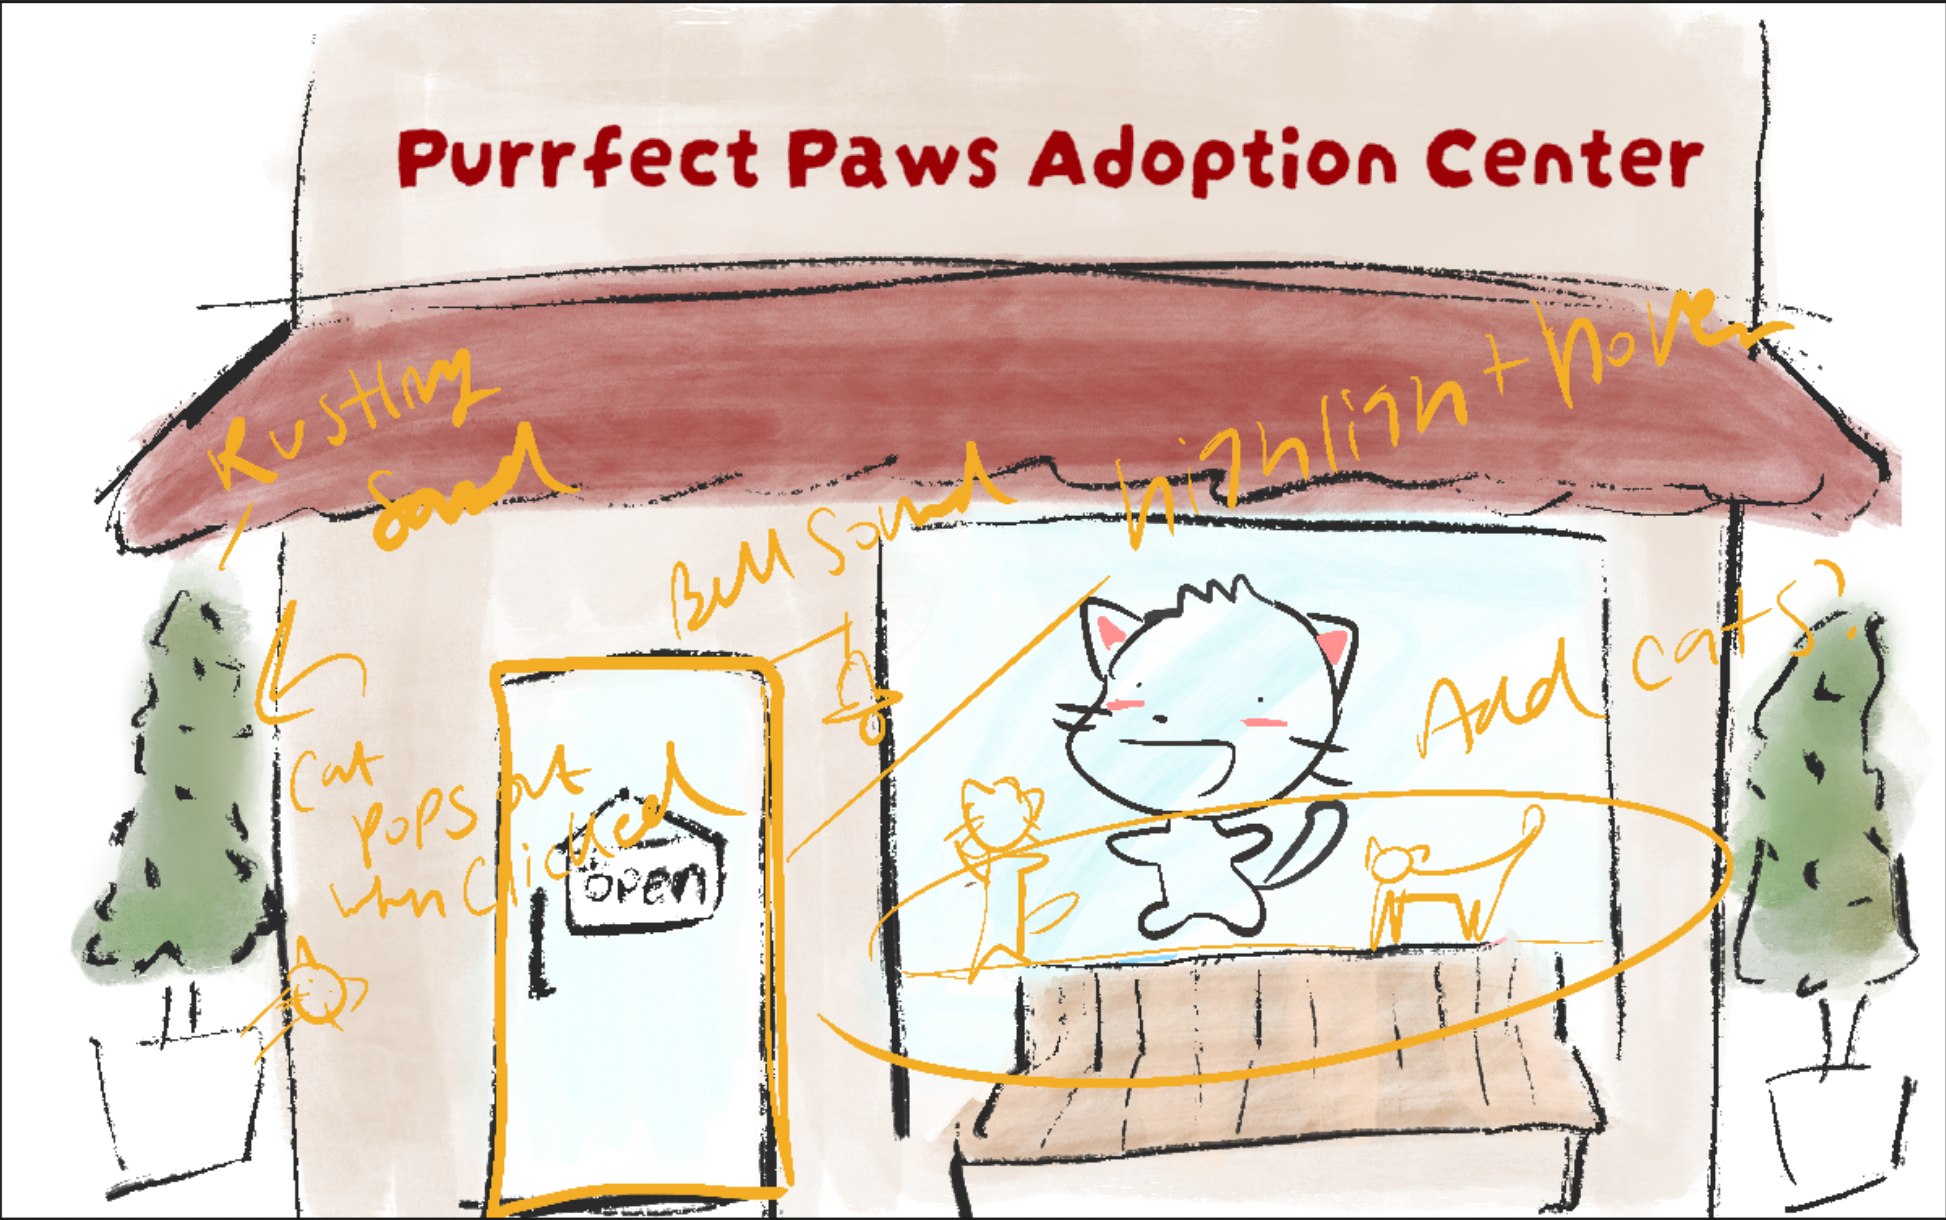 Purrfect Paws Adoption Center
Rustling
Sound
Bell Sound
highlight + hover
Add cats?
Cat
pops out
when clicked
OPEN